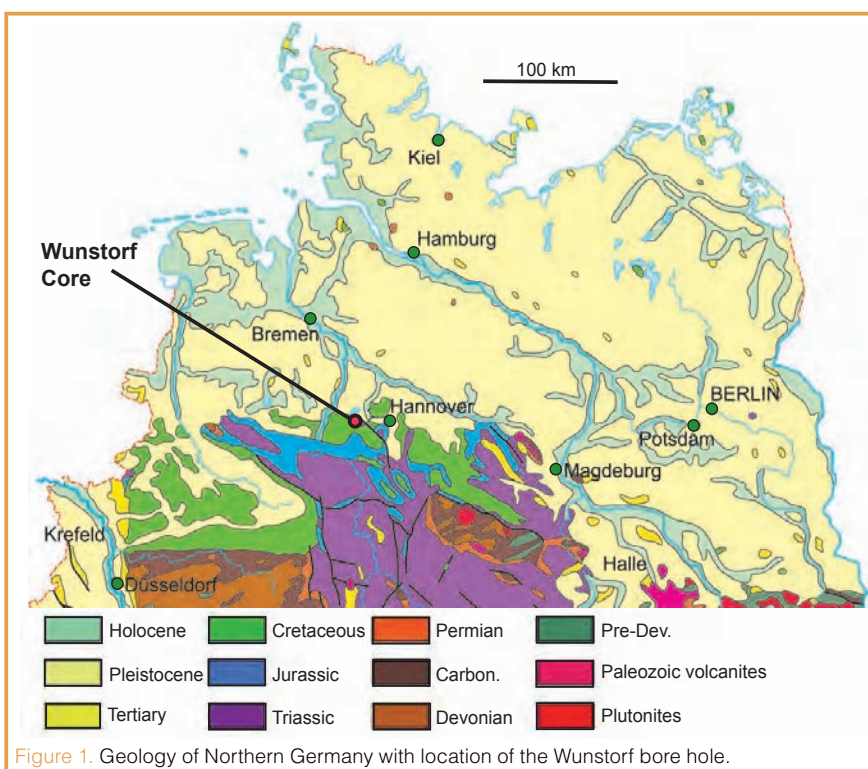 100 km
Kiel
Hamburg
Wunstorf
Core
Bremen
Hannover
BERLIN
Potsdam
Magdeburg
Krefeld
Halle
Düsseldorf
Holocene
Cretaceous
Permian
Pre-Dev.
Pleistocene
Jurassic
Carbon.
Paleozoic volcanites
Tertiary
Triassic
Devonian
Plutonites
Figure 1. Geology of Northern Germany with location of the Wunstorf bore hole.